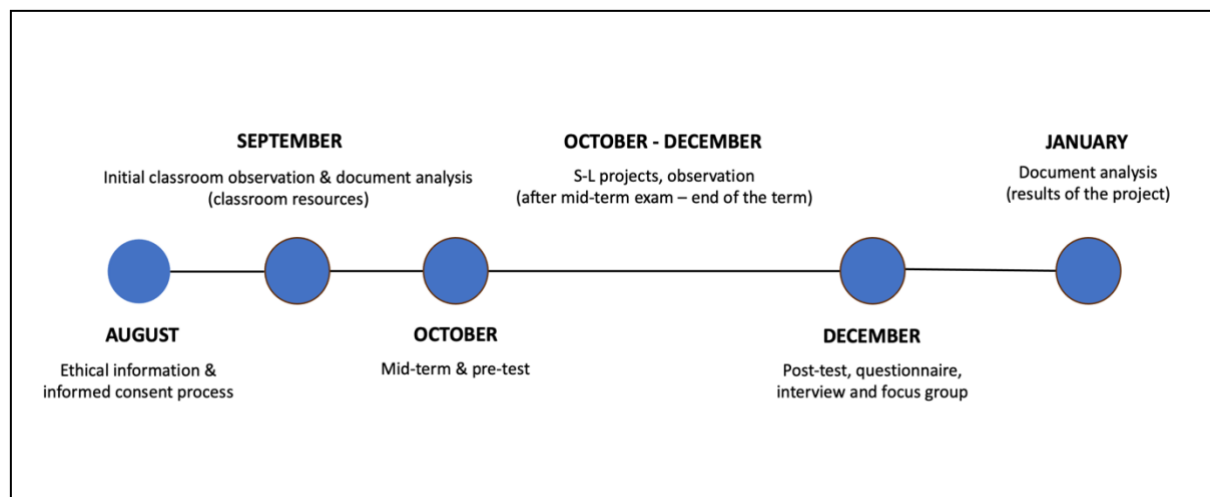 SEPTEMBER
Initial classroom observation & document analysis
(classroom resources)
OCTOBER - DECEMBER
S-L projects, observation
(after mid-term exam – end of the term)
JANUARY
Document analysis
(results of the project)
AUGUST
Ethical information &
informed consent process
OCTOBER
Mid-term & pre-test
DECEMBER
Post-test, questionnaire,
interview and focus group